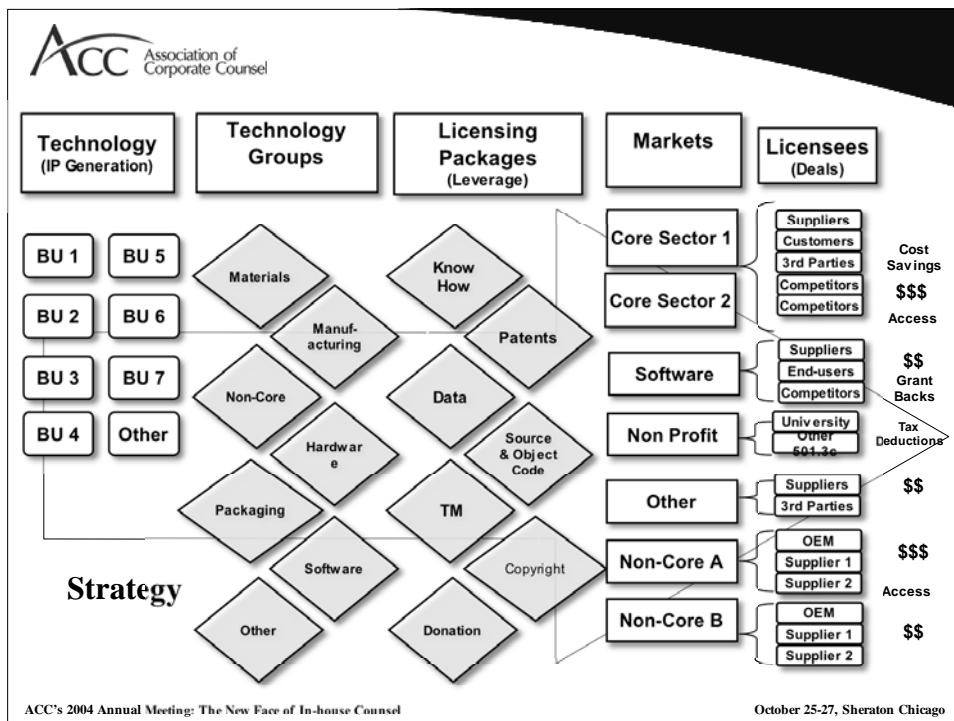 ACC Association of
Corporate Counsel
Technology
(IP Generation)
Technology
Groups
Licensing
Packages
(Leverage)
Markets
Licensees
(Deals)
BU 1
BU 5
BU 2
BU 6
BU 3
BU 7
BU 4
Other
Materials
Manuf-
acturing
Non-Core
Hardwar
e
Packaging
Software
Other
Know
How
Patents
Data
Source
& Object
Code
TM
Copyright
Donation
Core Sector 1
Core Sector 2
Suppliers
Customers
3rd Parties
Competitors
Competitors
Cost
Savings
$$$
Access
Software
Suppliers
End-users
Competitors
$$
Grant
Backs
Non Profit
University
Other
501.3c
Tax
Deductions
Other
Suppliers
3rd Parties
$$
Non-Core A
OEM
Supplier 1
Supplier 2
$$$
Access
Non-Core B
OEM
Supplier 1
Supplier 2
$$
Strategy
ACC's 2004 Annual Meeting: The New Face of In-house Counsel
October 25-27, Sheraton Chicago